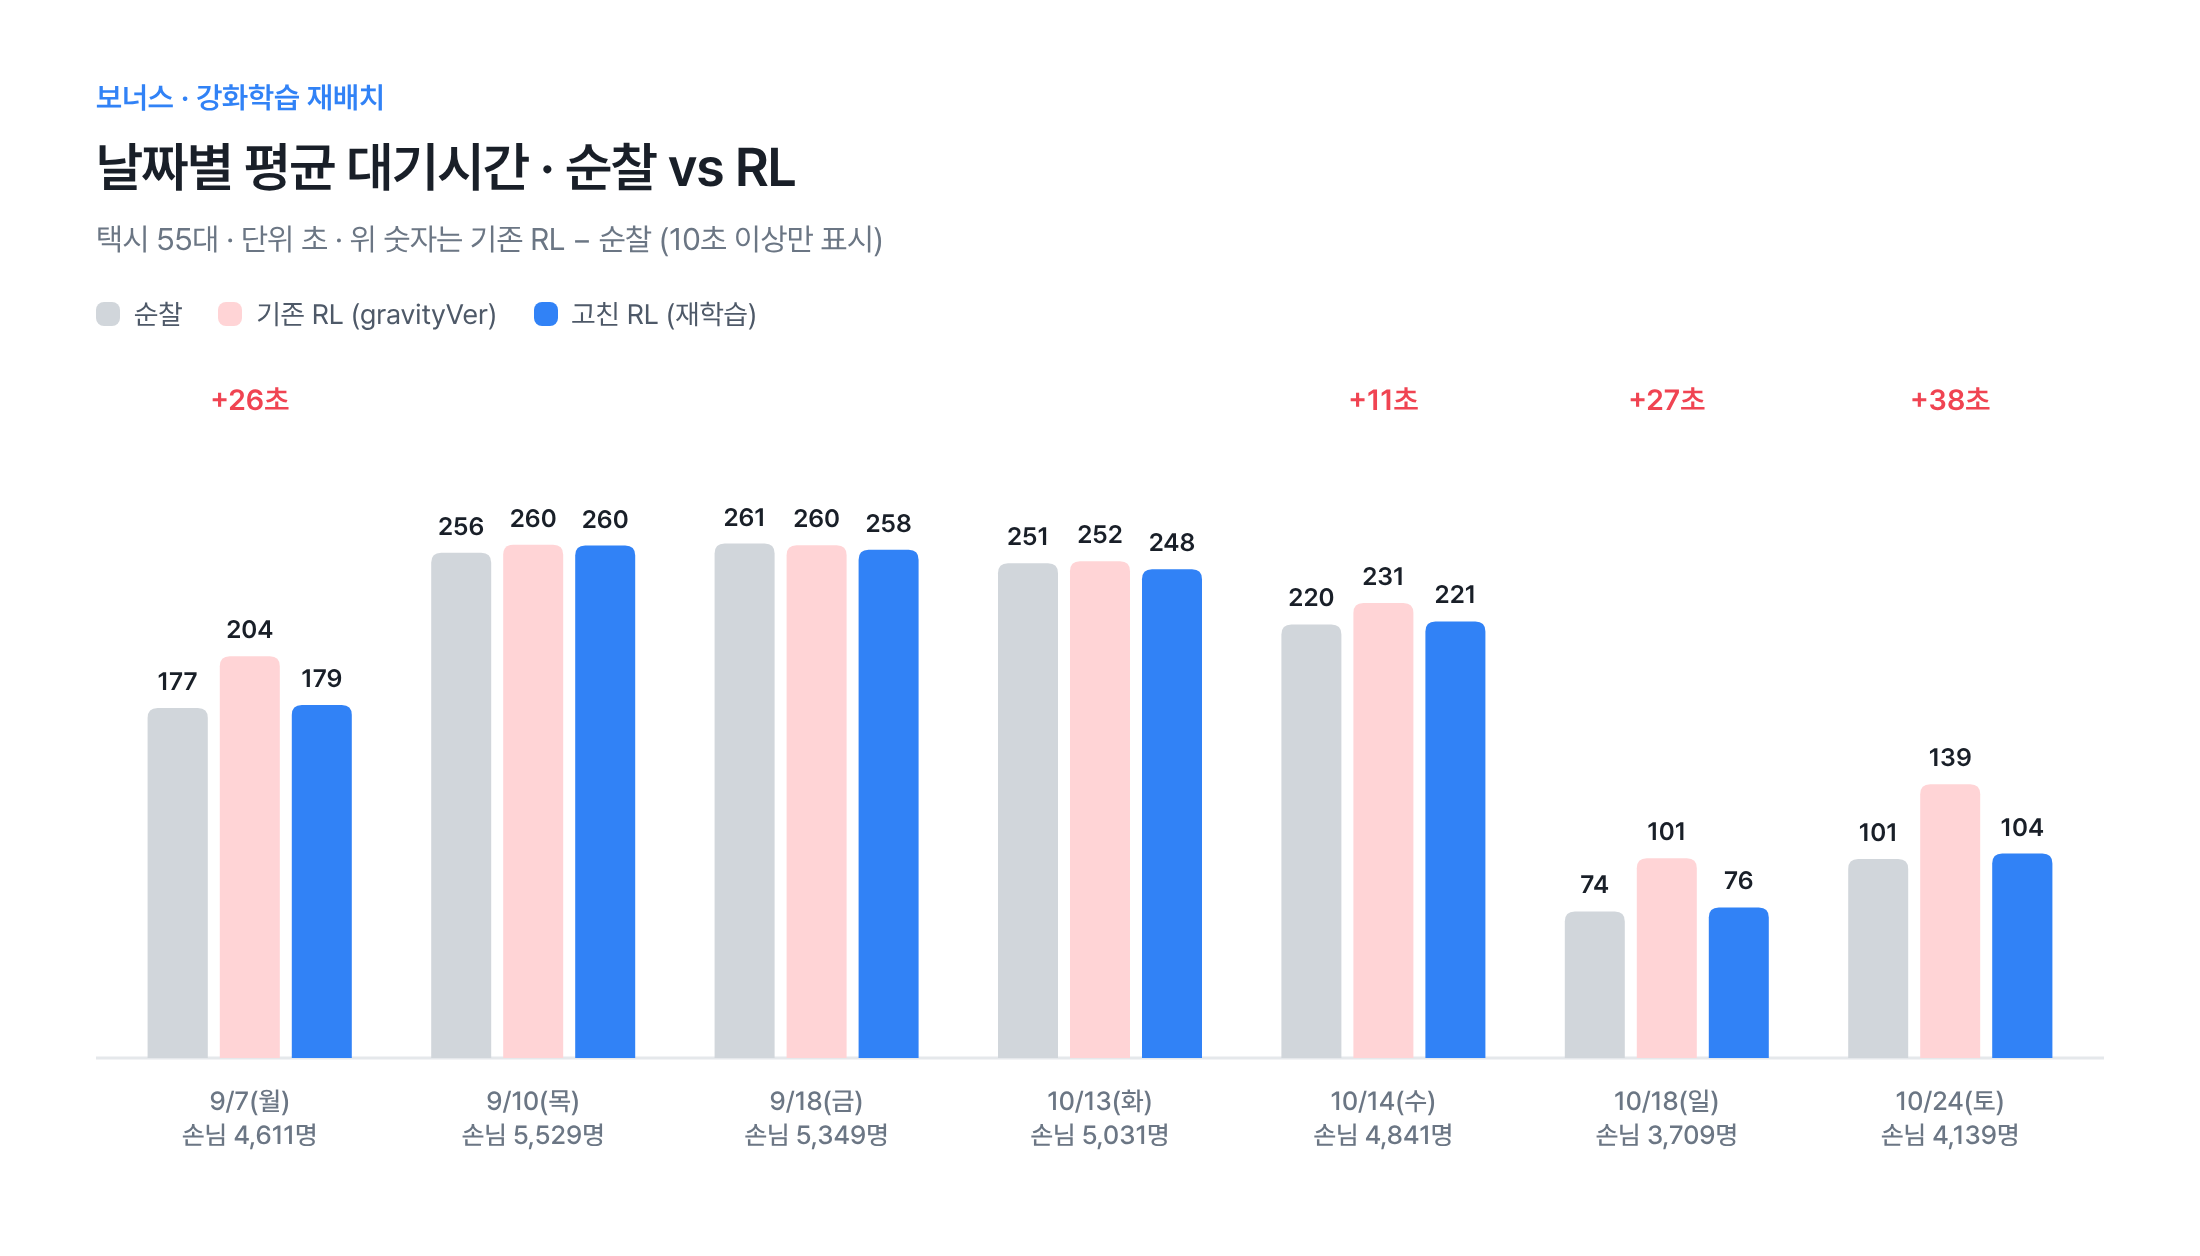 보너스 · 강화학습 재배치
날짜별 평균 대기시간 · 순찰 vs RL
택시 55대 · 단위 초 · 위 숫자는 기존 RL − 순찰 (10초 이상만 표시)
순찰 기존 RL (gravityVer) 고친 RL (재학습)
+26초 +11초 +27초 +38초
177 204 179
256 260 260
261 260 258
251 252 248
220 231 221
74 101 76
101 139 104
9/7(월) 9/10(목) 9/18(금) 10/13(화) 10/14(수) 10/18(일) 10/24(토)
손님 4,611명 손님 5,529명 손님 5,349명 손님 5,031명 손님 4,841명 손님 3,709명 손님 4,139명